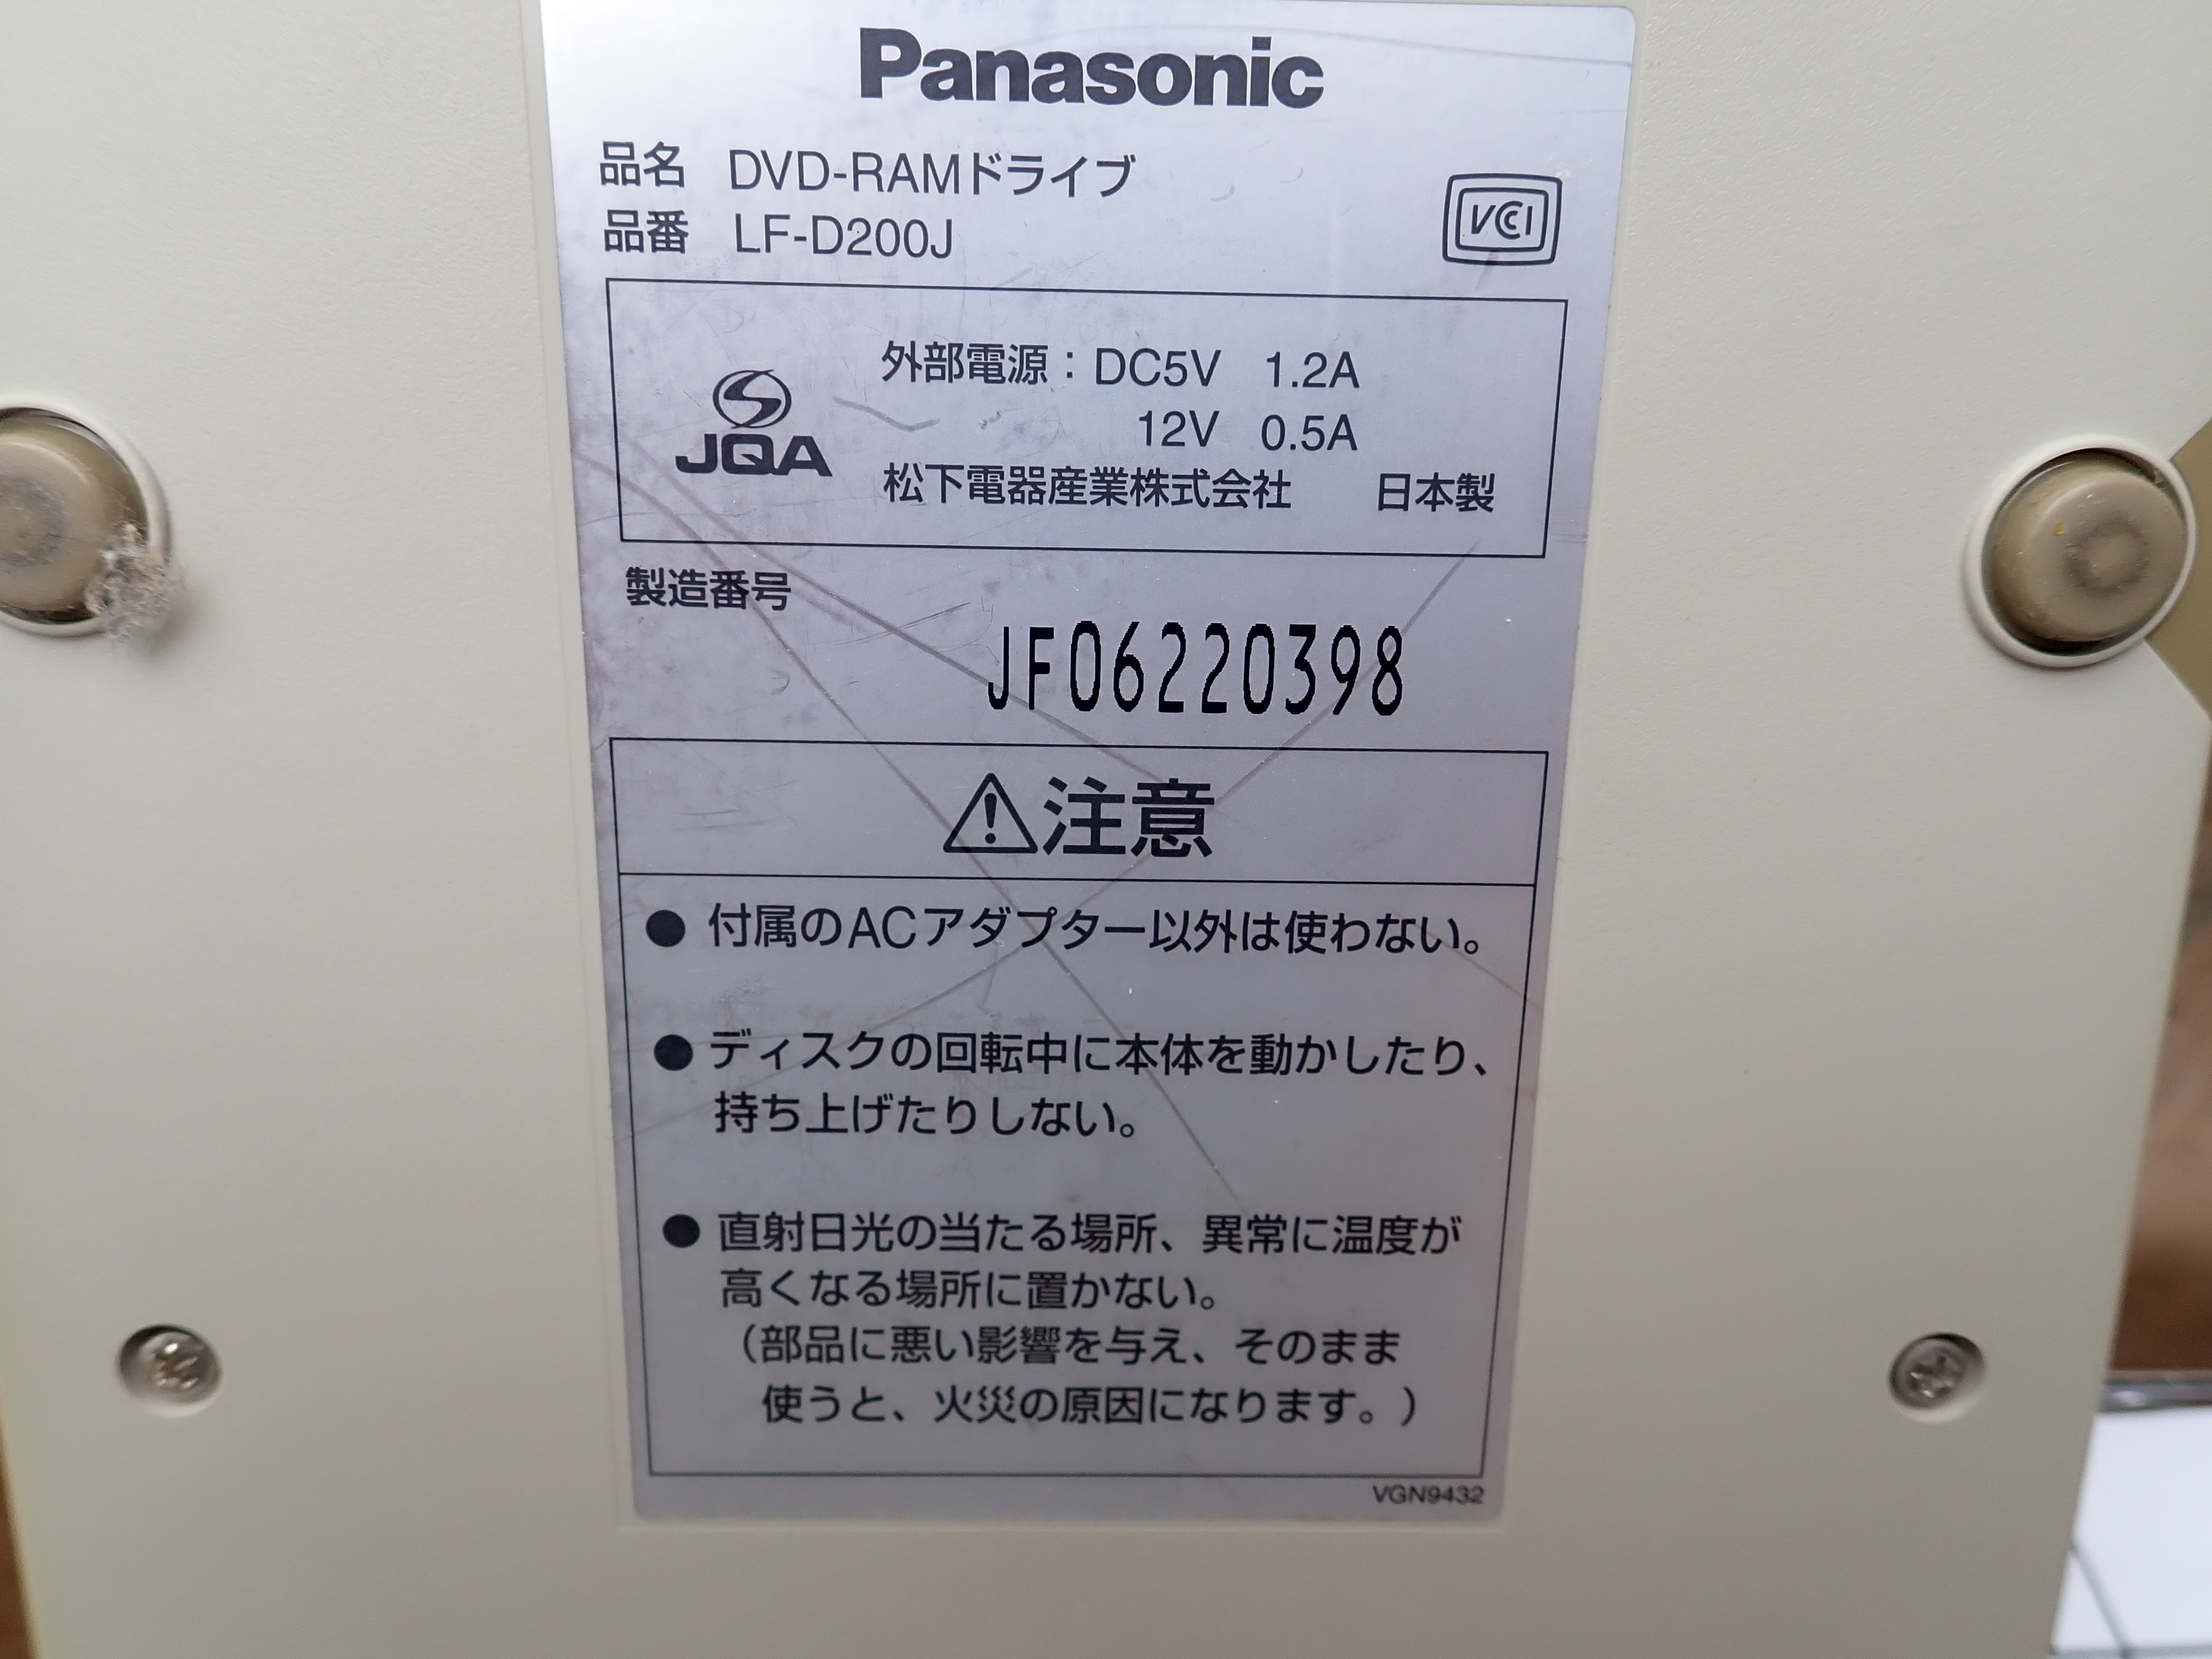 Panasonic
品名 DVD-RAMドライブ
品番 LF-D200J
VCCI
外部電源：DC5V 1.2A
12V 0.5A
JQA
松下電器産業株式会社 日本製
製造番号
JF06220398
注意
● 付属のACアダプター以外は使わない。
● ディスクの回転中に本体を動かしたり、
持ち上げたりしない。
● 直射日光の当たる場所、異常に温度が
高くなる場所に置かない。
（部品に悪い影響を与え、そのまま
使うと、火災の原因になります。）
VGN9432